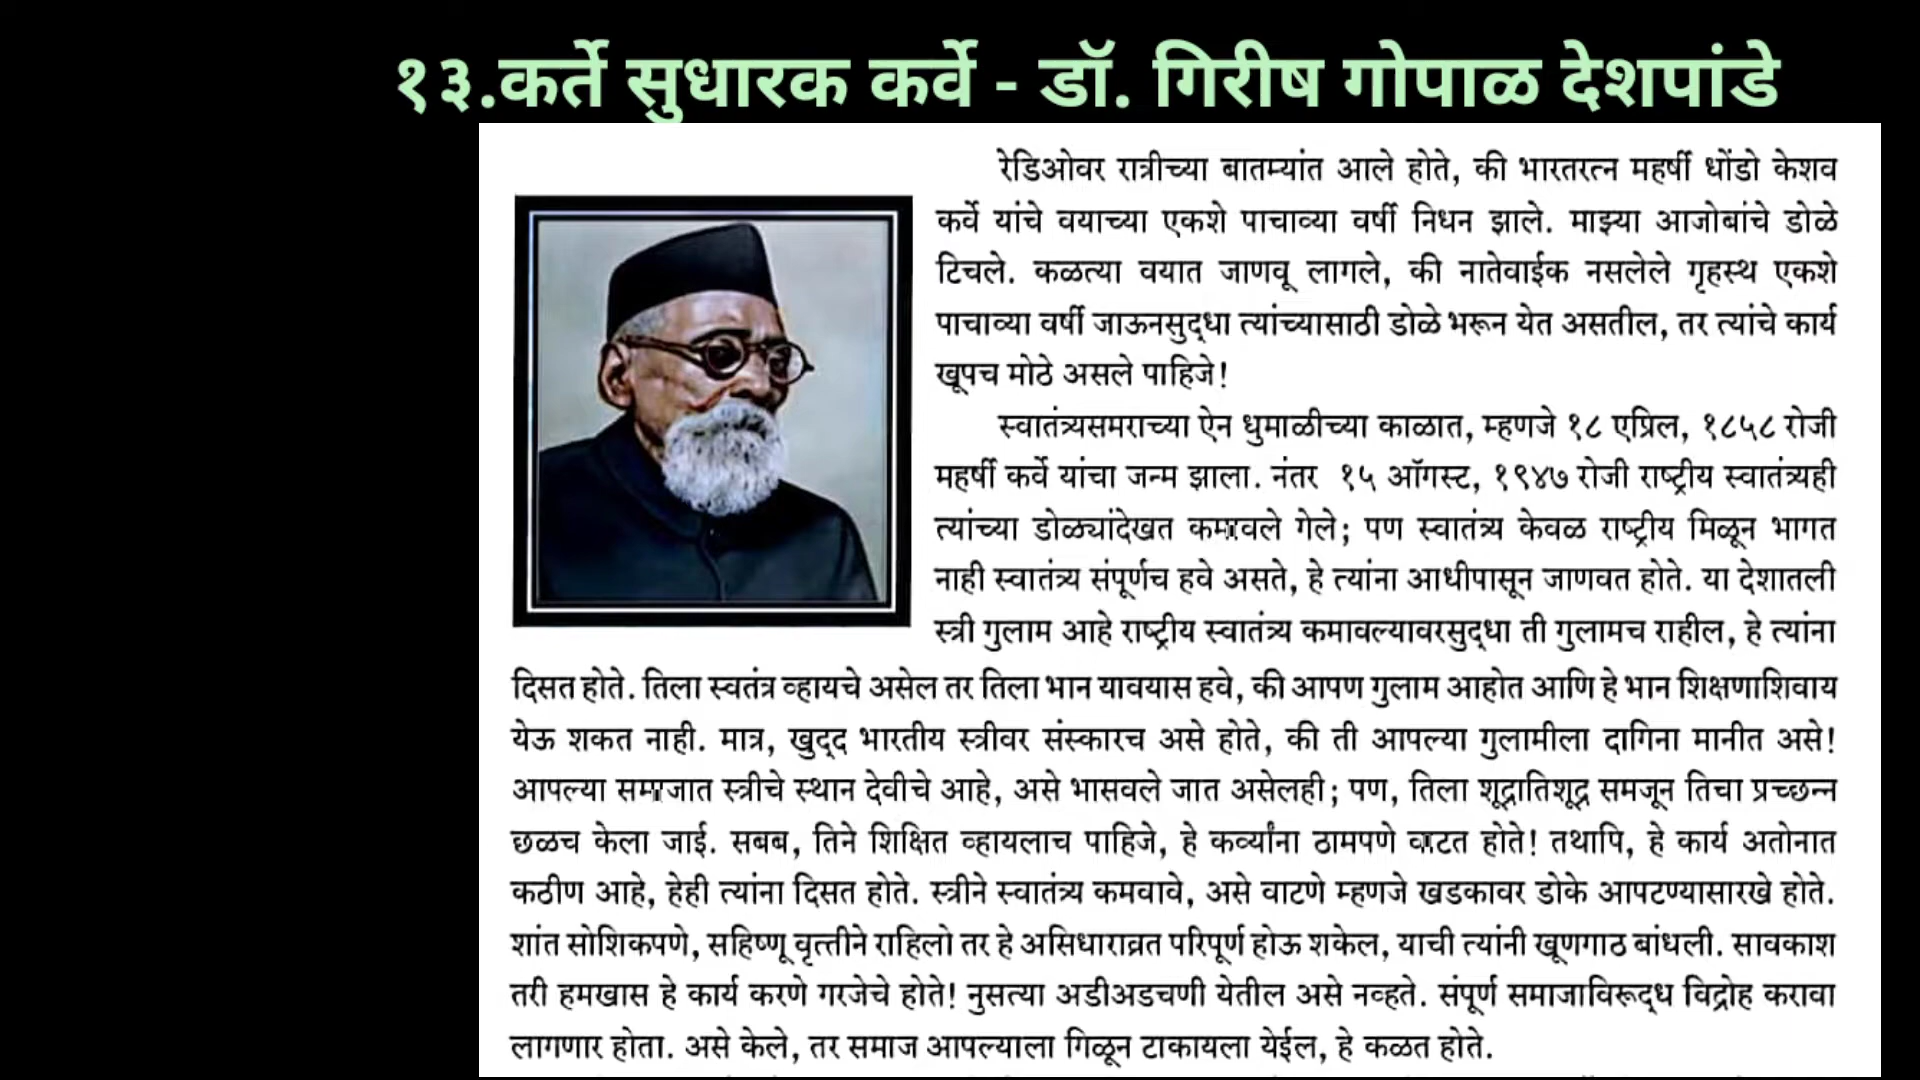 १३.कर्ते सुधारक कर्वे - डॉ. गिरीष गोपाळ देशपांडे
रेडिओवर रात्रीच्या बातम्यांत आले होते, की भारतरत्न महर्षी धोंडो केशव
कर्वे यांचे वयाच्या एकशे पाचाव्या वर्षी निधन झाले. माझ्या आजोबांचे डोळे
टिचले. कळत्या वयात जाणवू लागले, की नातेवाईक नसलेले गृहस्थ एकशे
पाचाव्या वर्षी जाऊनसुद्धा त्यांच्यासाठी डोळे भरून येत असतील, तर त्यांचे कार्य
खूपच मोठे असले पाहिजे!
स्वातंत्र्यसमराच्या ऐन धुमाळीच्या काळात, म्हणजे १८ एप्रिल, १८५८ रोजी
महर्षी कर्वे यांचा जन्म झाला. नंतर १५ ऑगस्ट, १९४७ रोजी राष्ट्रीय स्वातंत्र्यही
त्यांच्या डोळ्यांदेखत कमावले गेले; पण स्वातंत्र्य केवळ राष्ट्रीय मिळून भागत
नाही स्वातंत्र्य संपूर्णच हवे असते, हे त्यांना आधीपासून जाणवत होते. या देशातली
स्त्री गुलाम आहे राष्ट्रीय स्वातंत्र्य कमावल्यावरसुद्धा ती गुलामच राहील, हे त्यांना
दिसत होते. तिला स्वतंत्र व्हायचे असेल तर तिला भान यावयास हवे, की आपण गुलाम आहोत आणि हे भान शिक्षणाशिवाय
येऊ शकत नाही. मात्र, खुद्द भारतीय स्त्रीवर संस्कारच असे होते, की ती आपल्या गुलामीला दागिना मानीत असे!
आपल्या समाजात स्त्रीचे स्थान देवीचे आहे, असे भासवले जात असेलही; पण, तिला शूद्रातिशूद्र समजून तिचा प्रच्छन्न
छळच केला जाई. सबब, तिने शिक्षित व्हायलाच पाहिजे, हे कर्व्यांना ठामपणे वाटत होते! तथापि, हे कार्य अतोनात
कठीण आहे, हेही त्यांना दिसत होते. स्त्रीने स्वातंत्र्य कमवावे, असे वाटणे म्हणजे खडकावर डोके आपटण्यासारखे होते.
शांत सोशिकपणे, सहिष्णू वृत्तीने राहिलो तर हे असिधाराव्रत परिपूर्ण होऊ शकेल, याची त्यांनी खूणगाठ बांधली. सावकाश
तरी हमखास हे कार्य करणे गरजेचे होते! नुसत्या अडीअडचणी येतील असे नव्हते. संपूर्ण समाजाविरूद्ध विद्रोह करावा
लागणार होता. असे केले, तर समाज आपल्याला गिळून टाकायला येईल, हे कळत होते.